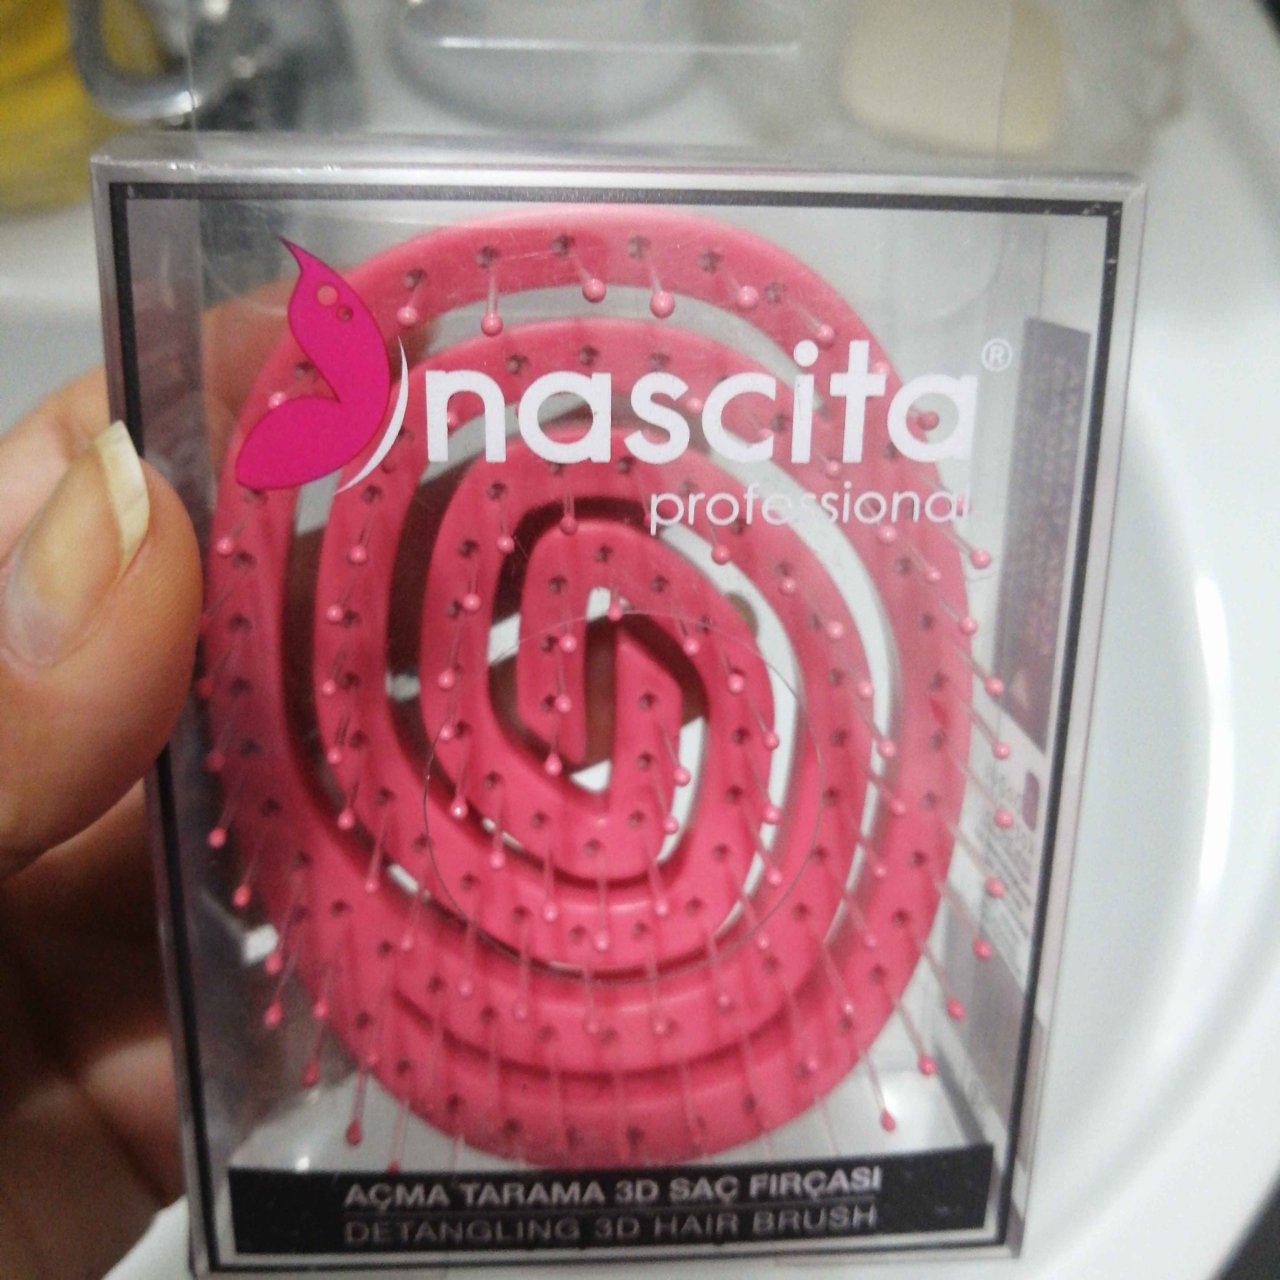 nascita®
professional
AÇMA TARAMA 3D SAÇ FIRÇASI
DETANGLING 3D HAIR BRUSH